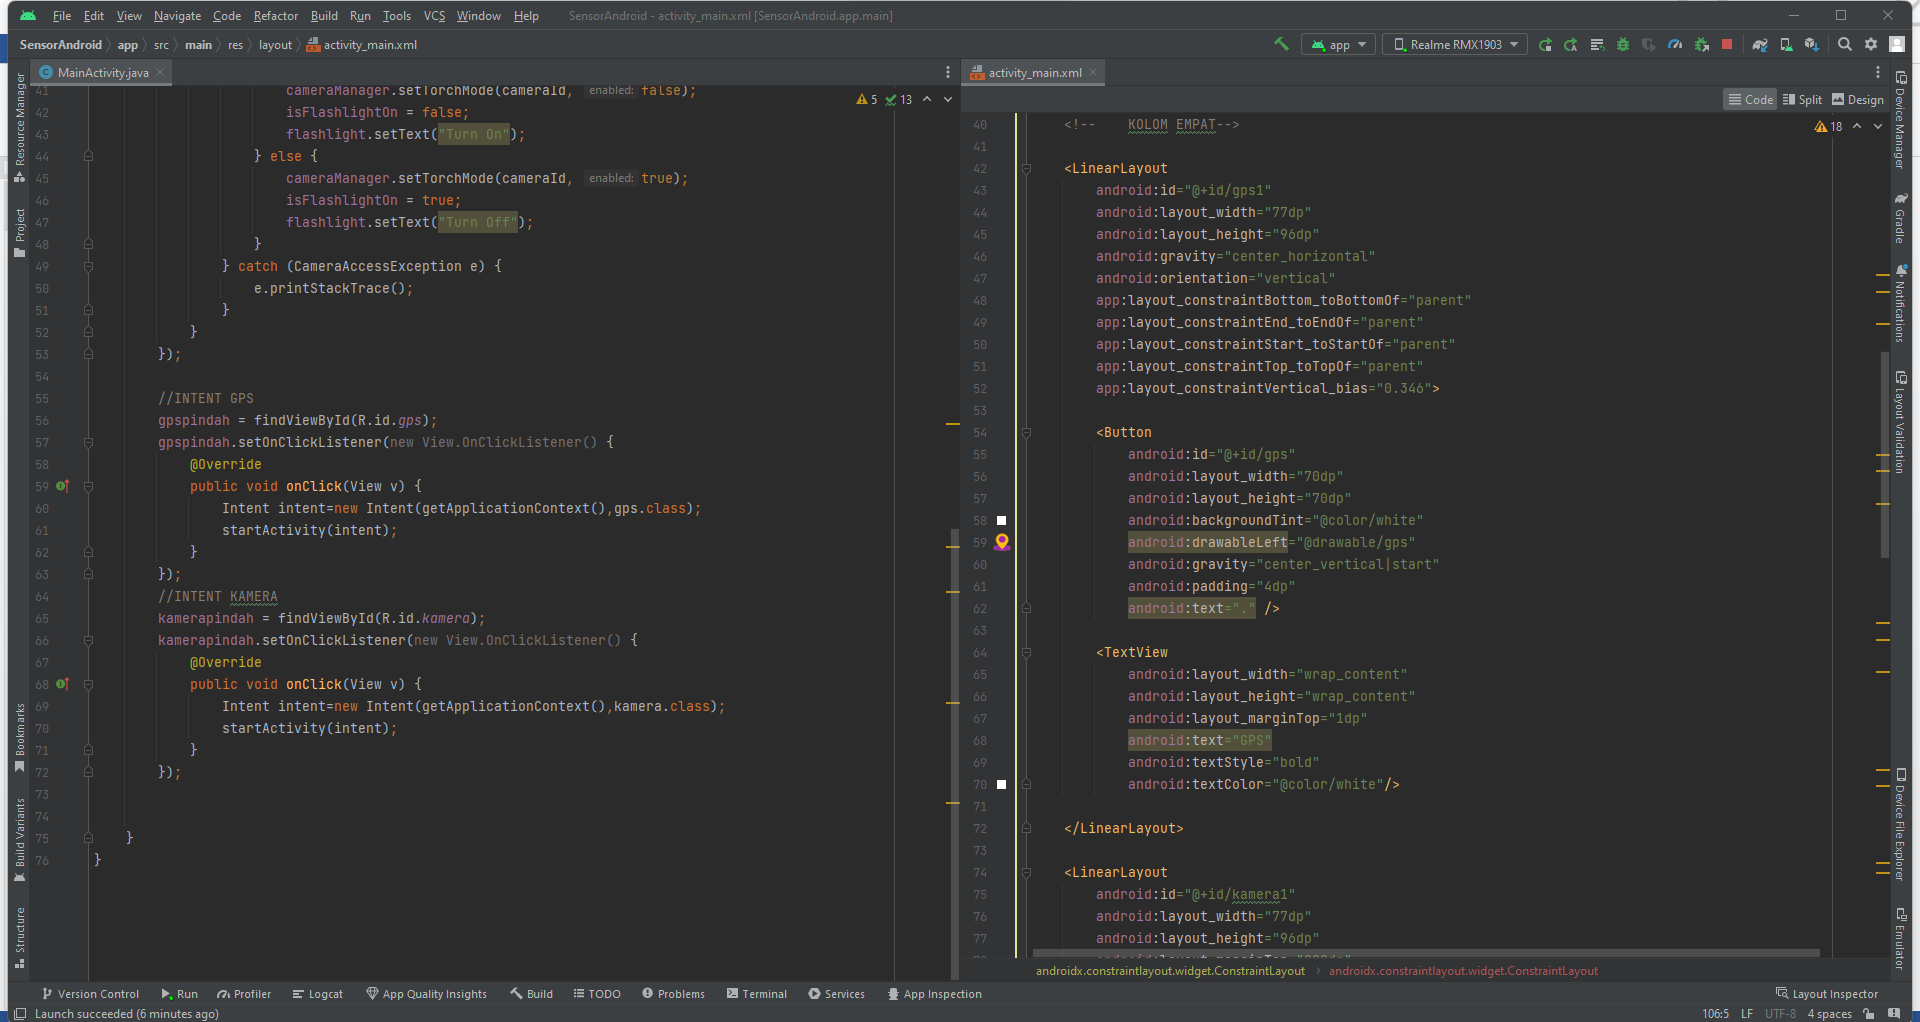 File Edit View Navigate Code Refactor Build Run Tools VCS Window Help SensorAndroid - activity_main.xml [SensorAndroid.app.main]
SensorAndroid app src main res layout activity_main.xml app Realme RMX1903
MainActivity.java
41 cameraManager.setTorchMode(cameraId, enabled: false);
42 isFlashlightOn = false;
43 flashlight.setText("Turn On");
44 } else {
45 cameraManager.setTorchMode(cameraId, enabled: true);
46 isFlashlightOn = true;
47 flashlight.setText("Turn Off");
48 }
49 } catch (CameraAccessException e) {
50 e.printStackTrace();
51 }
52 }
53 });
54
55 //INTENT GPS
56 gpspindah = findViewById(R.id.gps);
57 gpspindah.setOnClickListener(new View.OnClickListener() {
58 @Override
59 public void onClick(View v) {
60 Intent intent=new Intent(getApplicationContext(),gps.class);
61 startActivity(intent);
62 }
63 });
64 //INTENT KAMERA
65 kamerapindah = findViewById(R.id.kamera);
66 kamerapindah.setOnClickListener(new View.OnClickListener() {
67 @Override
68 public void onClick(View v) {
69 Intent intent=new Intent(getApplicationContext(),kamera.class);
70 startActivity(intent);
71 }
72 });
73
74
75 }
76 }
5 13
activity_main.xml
Code Split Design
18
40 <!-- KOLOM EMPAT-->
41
42 <LinearLayout
43 android:id="@+id/gps1"
44 android:layout_width="77dp"
45 android:layout_height="96dp"
46 android:gravity="center_horizontal"
47 android:orientation="vertical"
48 app:layout_constraintBottom_toBottomOf="parent"
49 app:layout_constraintEnd_toEndOf="parent"
50 app:layout_constraintStart_toStartOf="parent"
51 app:layout_constraintTop_toTopOf="parent"
52 app:layout_constraintVertical_bias="0.346">
53
54 <Button
55 android:id="@+id/gps"
56 android:layout_width="70dp"
57 android:layout_height="70dp"
58 android:backgroundTint="@color/white"
59 android:drawableLeft="@drawable/gps"
60 android:gravity="center_vertical|start"
61 android:padding="4dp"
62 android:text="." />
63
64 <TextView
65 android:layout_width="wrap_content"
66 android:layout_height="wrap_content"
67 android:layout_marginTop="1dp"
68 android:text="GPS"
69 android:textStyle="bold"
70 android:textColor="@color/white"/>
71
72 </LinearLayout>
73
74 <LinearLayout
75 android:id="@+id/kamera1"
76 android:layout_width="77dp"
77 android:layout_height="96dp"
androidx.constraintlayout.widget.ConstraintLayout androidx.constraintlayout.widget.ConstraintLayout
Resource Manager
Project
Bookmarks
Build Variants
Structure
Device Manager
Gradle
Notifications
Layout Validation
Device File Explorer
Emulator
Version Control Run Profiler Logcat App Quality Insights Build TODO Problems Terminal Services App Inspection Layout Inspector
Launch succeeded (6 minutes ago) 106:5 LF UTF-8 4 spaces